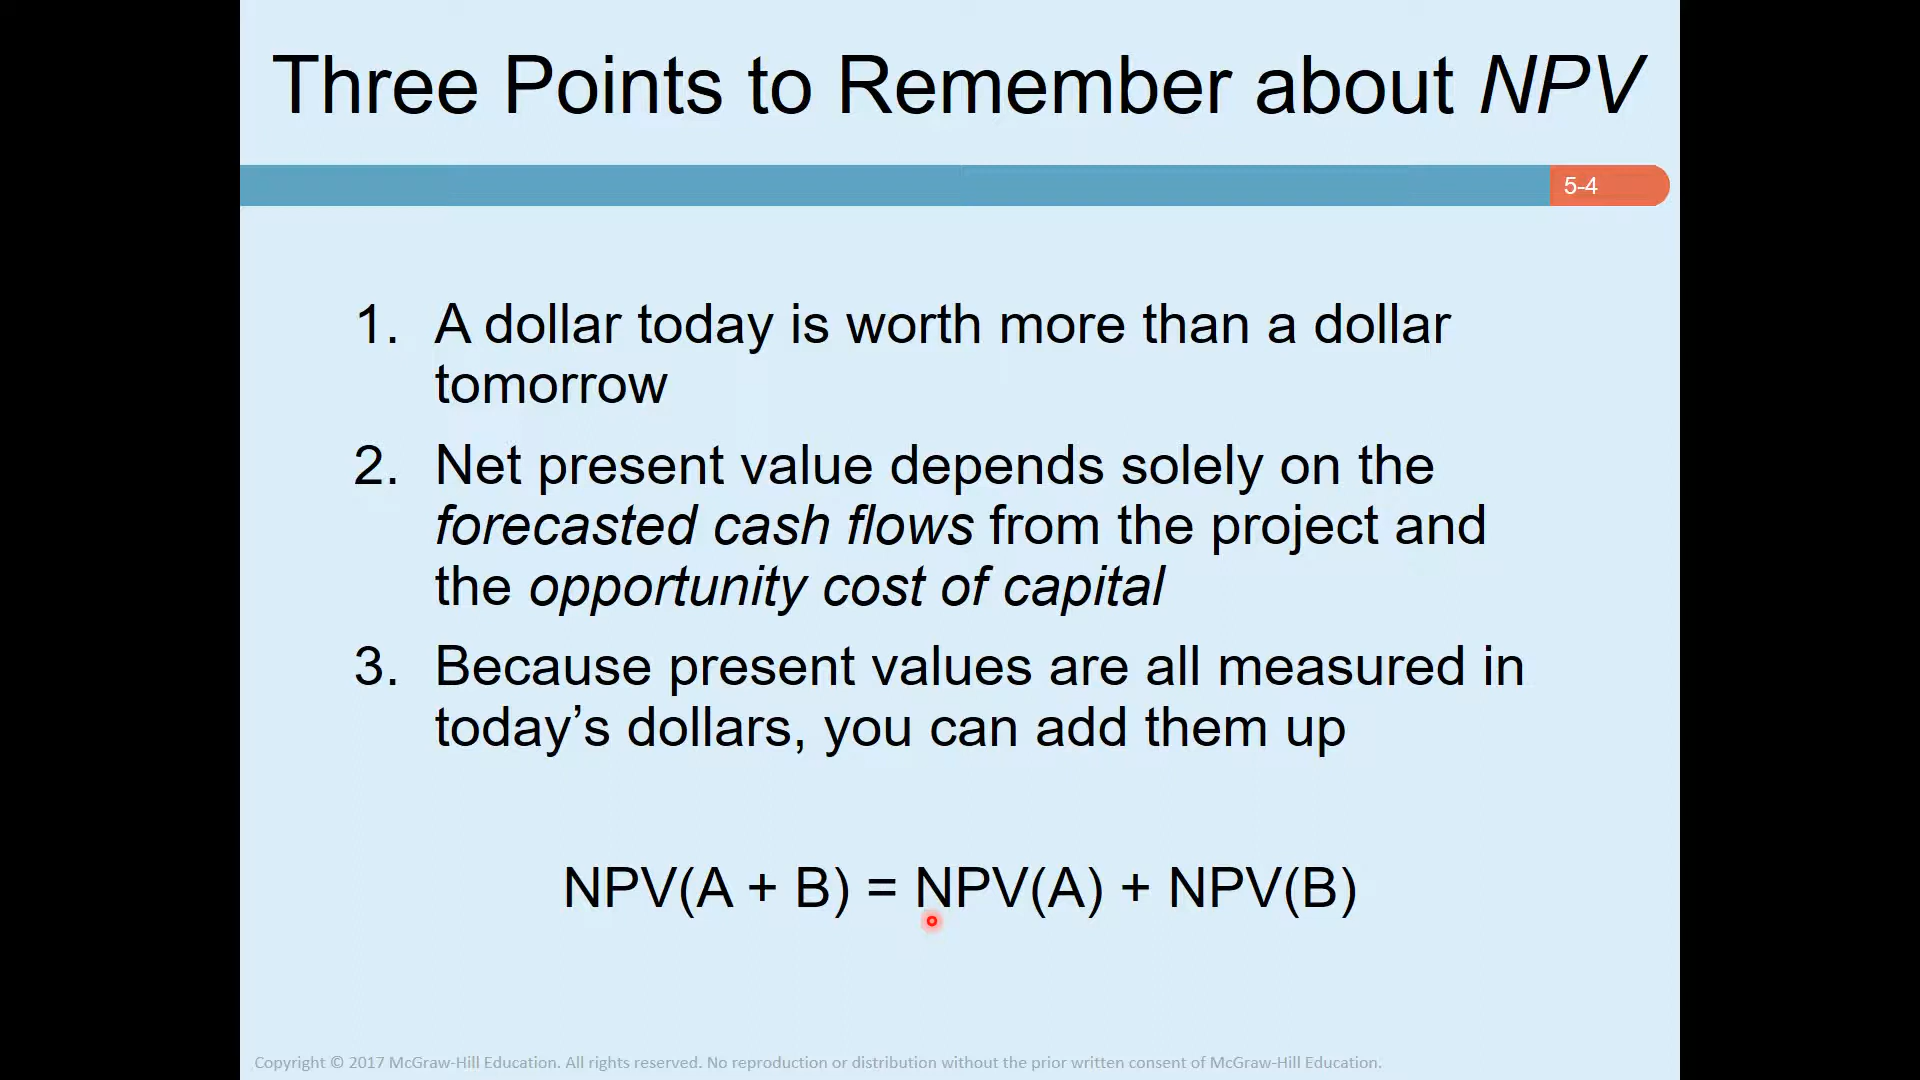 Three Points to Remember about NPV
5-4
1. A dollar today is worth more than a dollar
tomorrow
2. Net present value depends solely on the
forecasted cash flows from the project and
the opportunity cost of capital
3. Because present values are all measured in
today’s dollars, you can add them up
NPV(A + B) = NPV(A) + NPV(B)
Copyright © 2017 McGraw-Hill Education. All rights reserved. No reproduction or distribution without the prior written consent of McGraw-Hill Education.